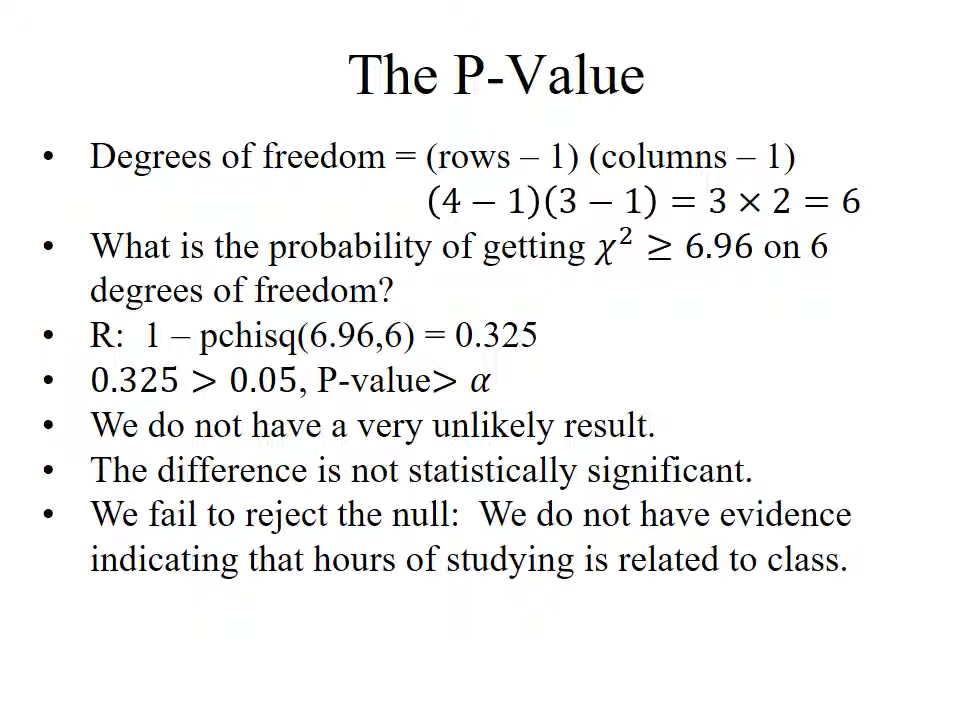 The P-Value
• Degrees of freedom = (rows – 1) (columns – 1)
(4 − 1)(3 − 1) = 3 × 2 = 6
• What is the probability of getting χ² ≥ 6.96 on 6
degrees of freedom?
• R:  1 – pchisq(6.96,6) = 0.325
• 0.325 > 0.05, P-value> α
• We do not have a very unlikely result.
• The difference is not statistically significant.
• We fail to reject the null:  We do not have evidence
indicating that hours of studying is related to class.